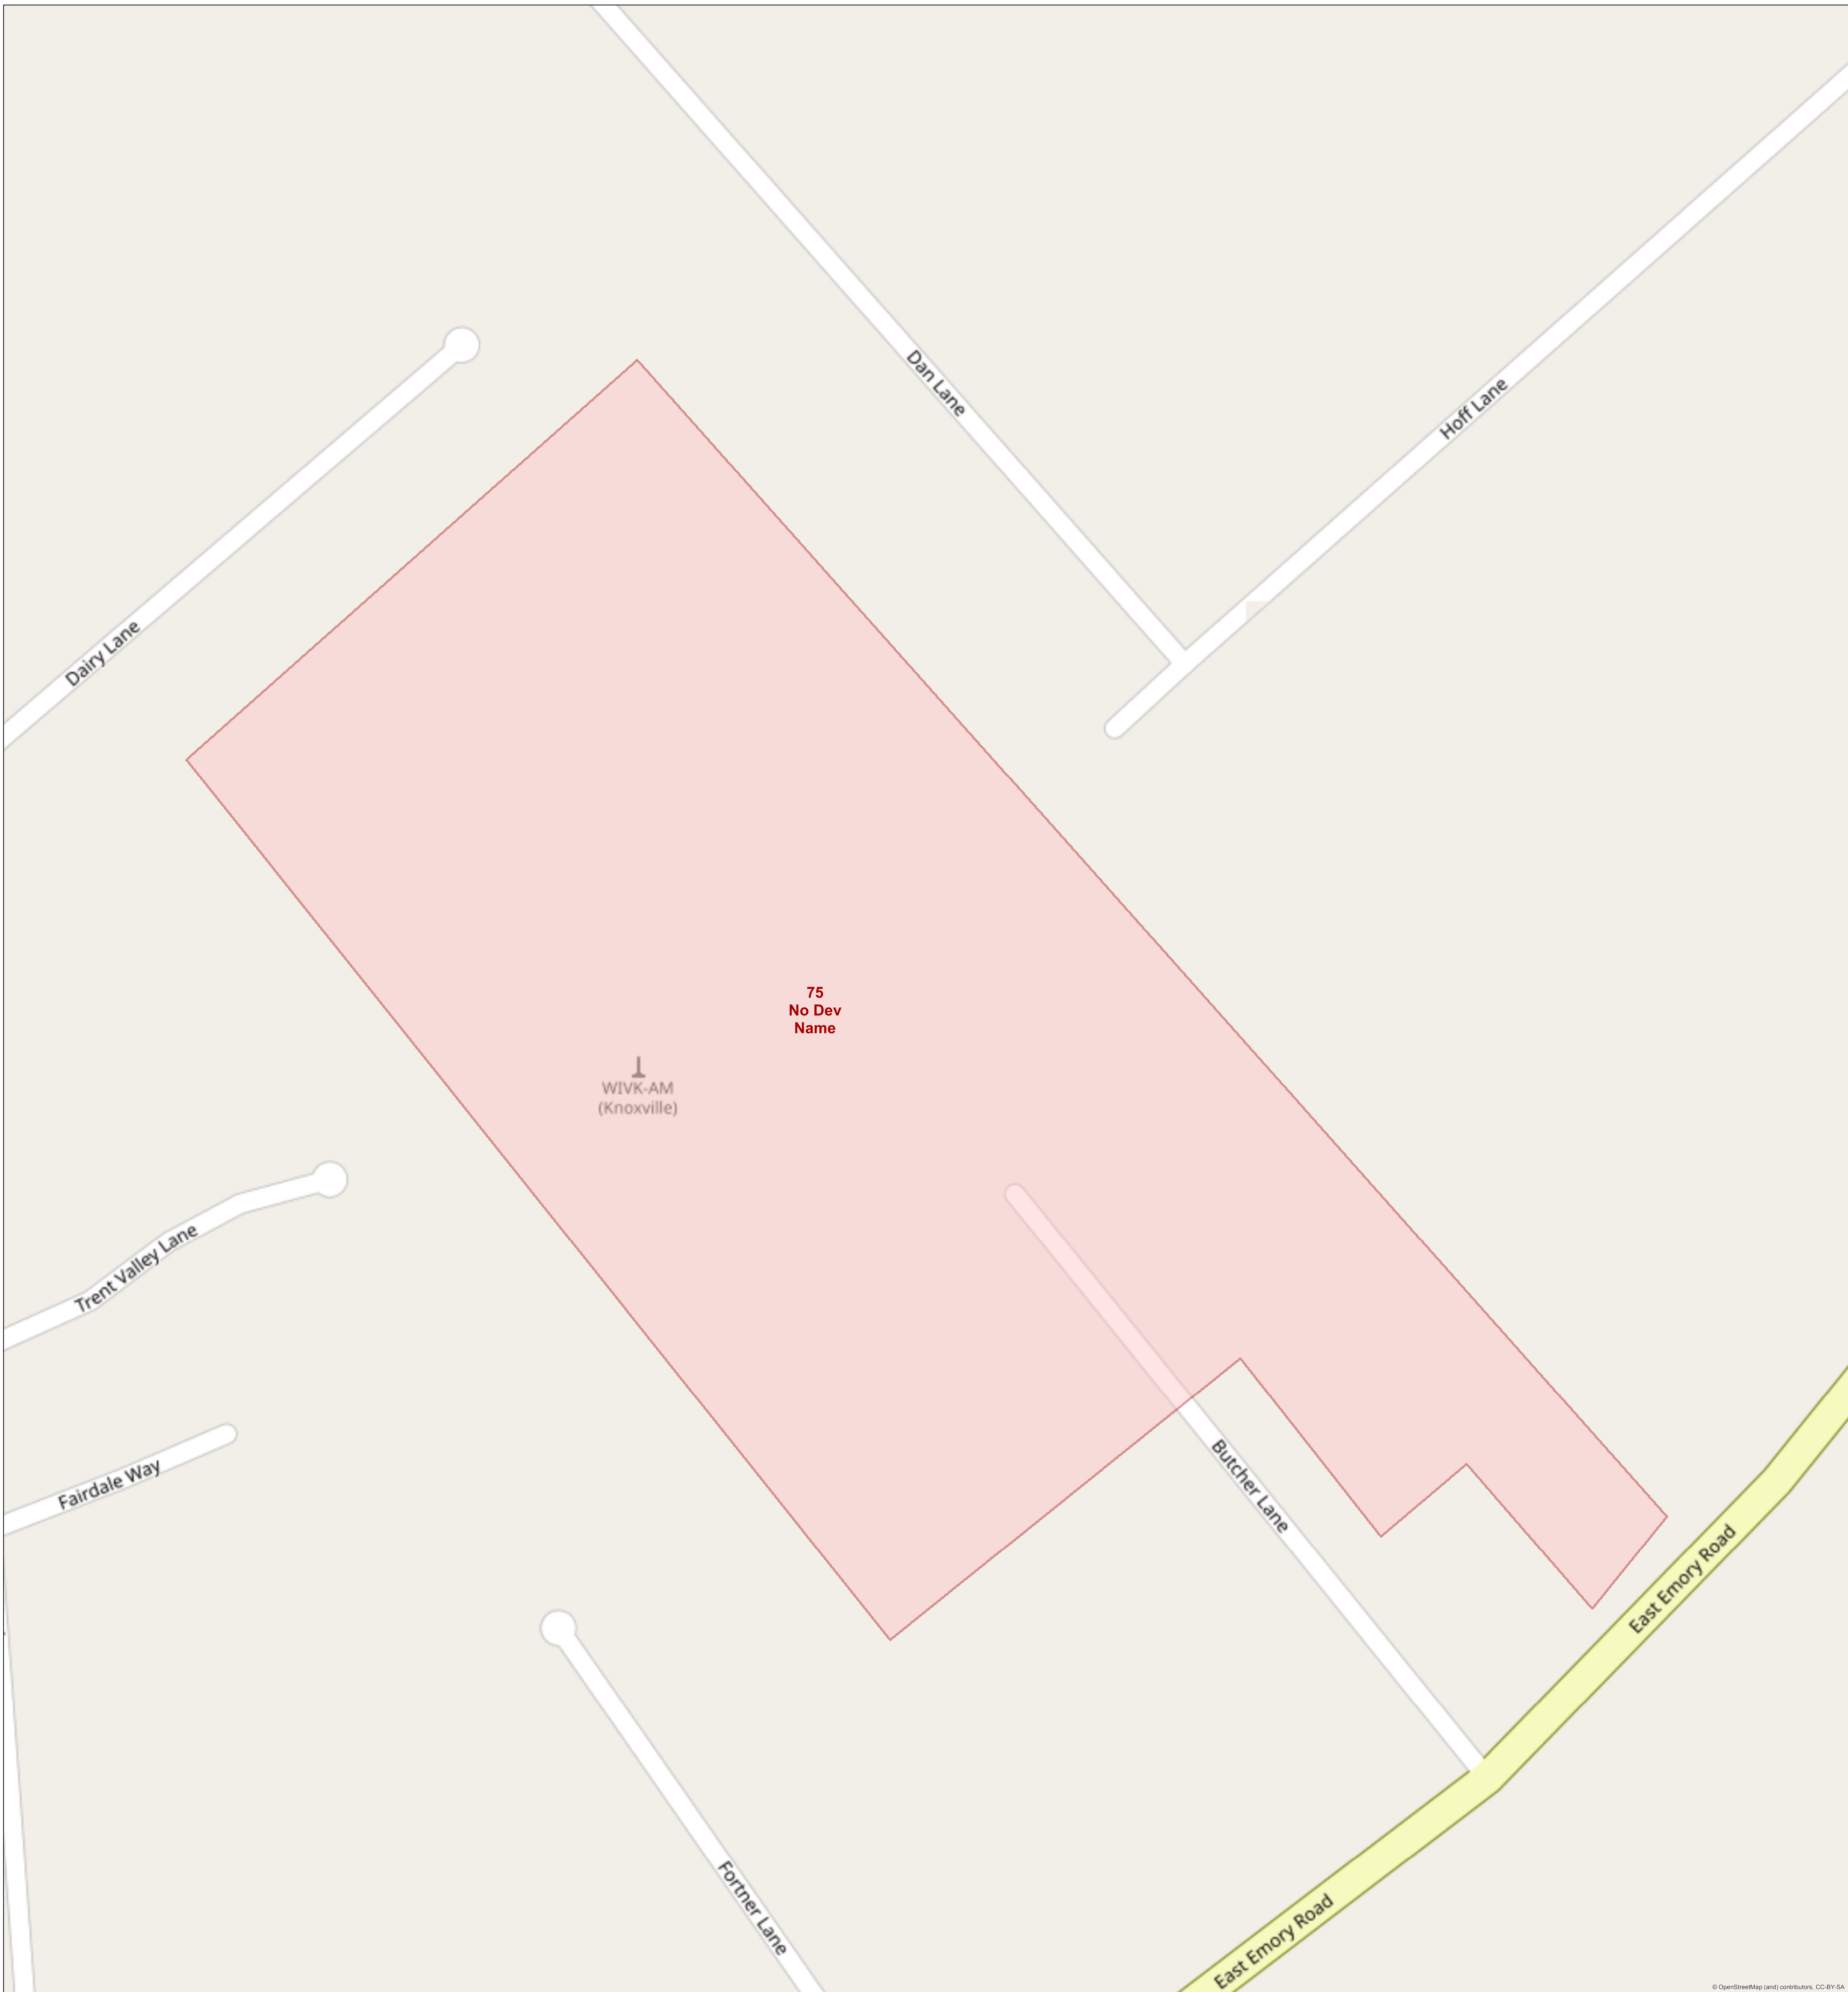 Dan Lane
Hoff Lane
Dairy Lane
75
No Dev
Name
WIVK-AM
(Knoxville)
Trent Valley Lane
Fairdale Way
Butcher Lane
East Emory Road
Fortner Lane
East Emory Road
© OpenStreetMap (and) contributors, CC-BY-SA